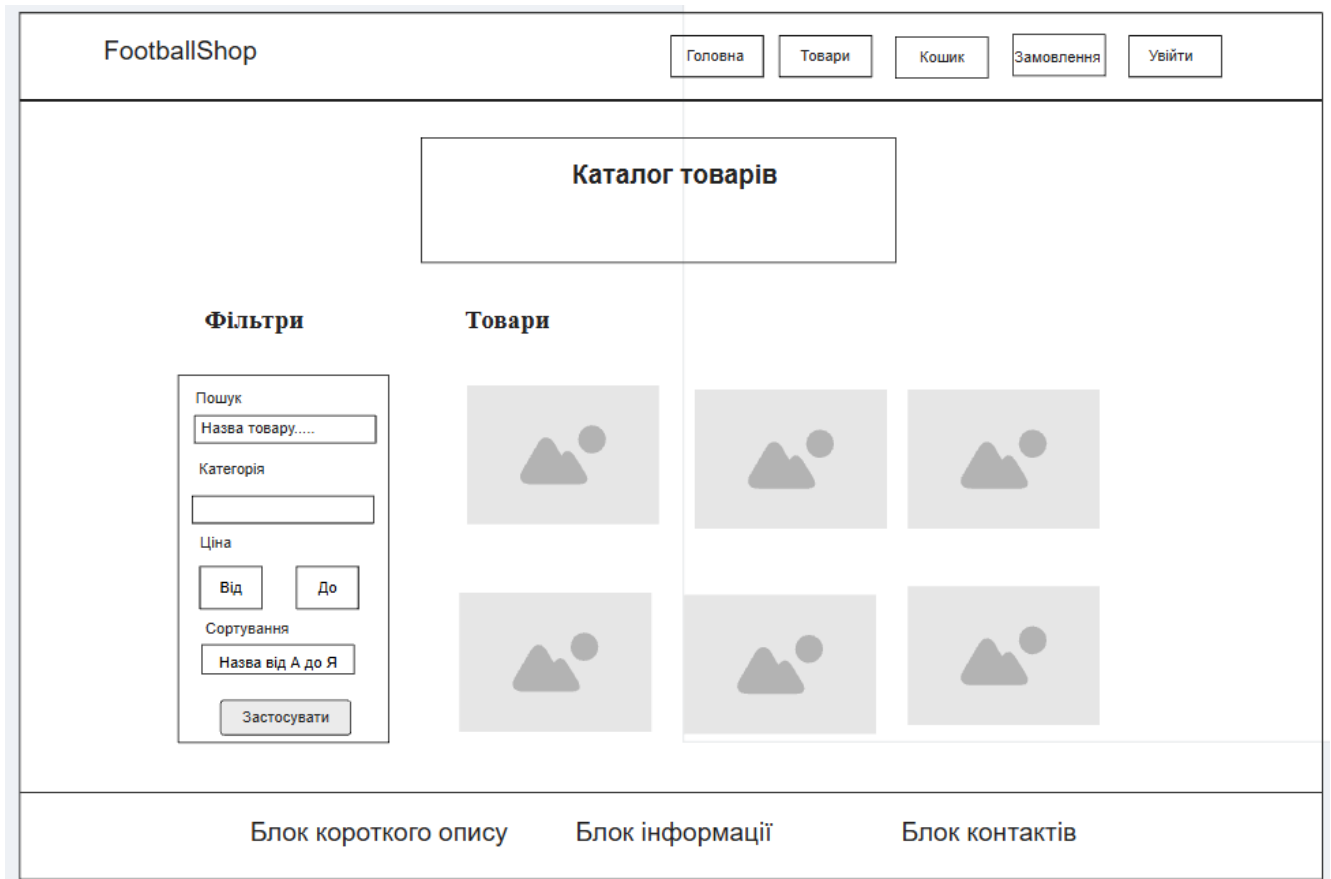 FootballShop
Головна
Товари
Кошик
Замовлення
Увійти
Каталог товарів
Фільтри
Товари
Пошук
Назва товару.....
Категорія
Ціна
Від
До
Сортування
Назва від А до Я
Застосувати
Блок короткого опису
Блок інформації
Блок контактів